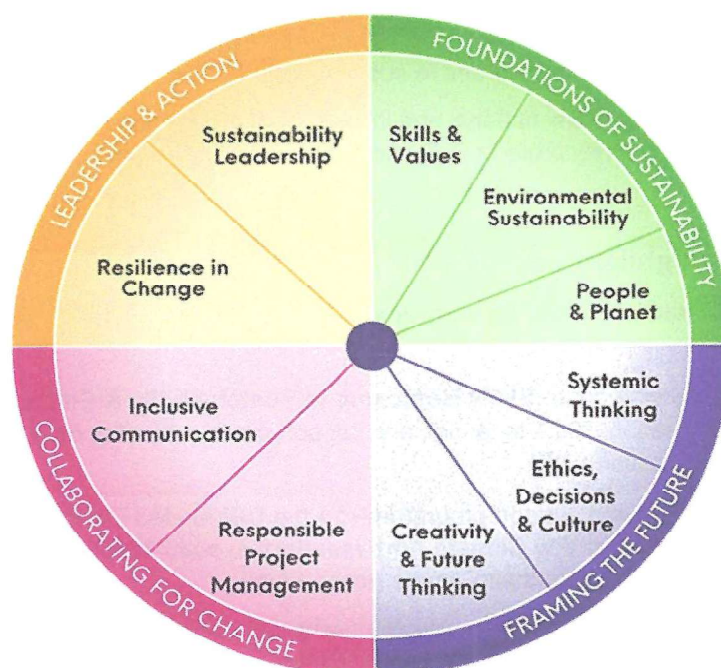 LEADERSHIP & ACTION
Sustainability
Leadership
Resilience in
Change
FOUNDATIONS OF SUSTAINABILITY
Skills &
Values
Environmental
Sustainability
People
& Planet
FRAMING THE FUTURE
Systemic
Thinking
Ethics,
Decisions
& Culture
Creativity
& Future
Thinking
COLLABORATING FOR CHANGE
Inclusive
Communication
Responsible
Project
Management